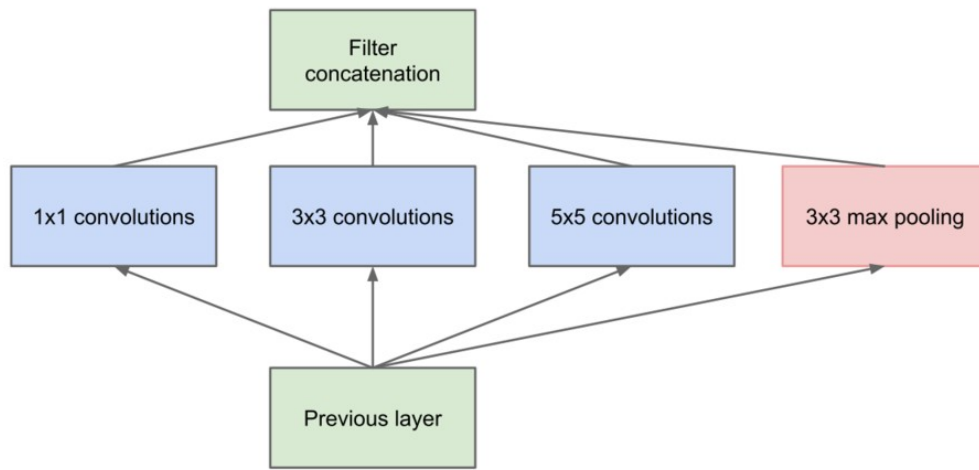 Filter
concatenation
1x1 convolutions
3x3 convolutions
5x5 convolutions
3x3 max pooling
Previous layer